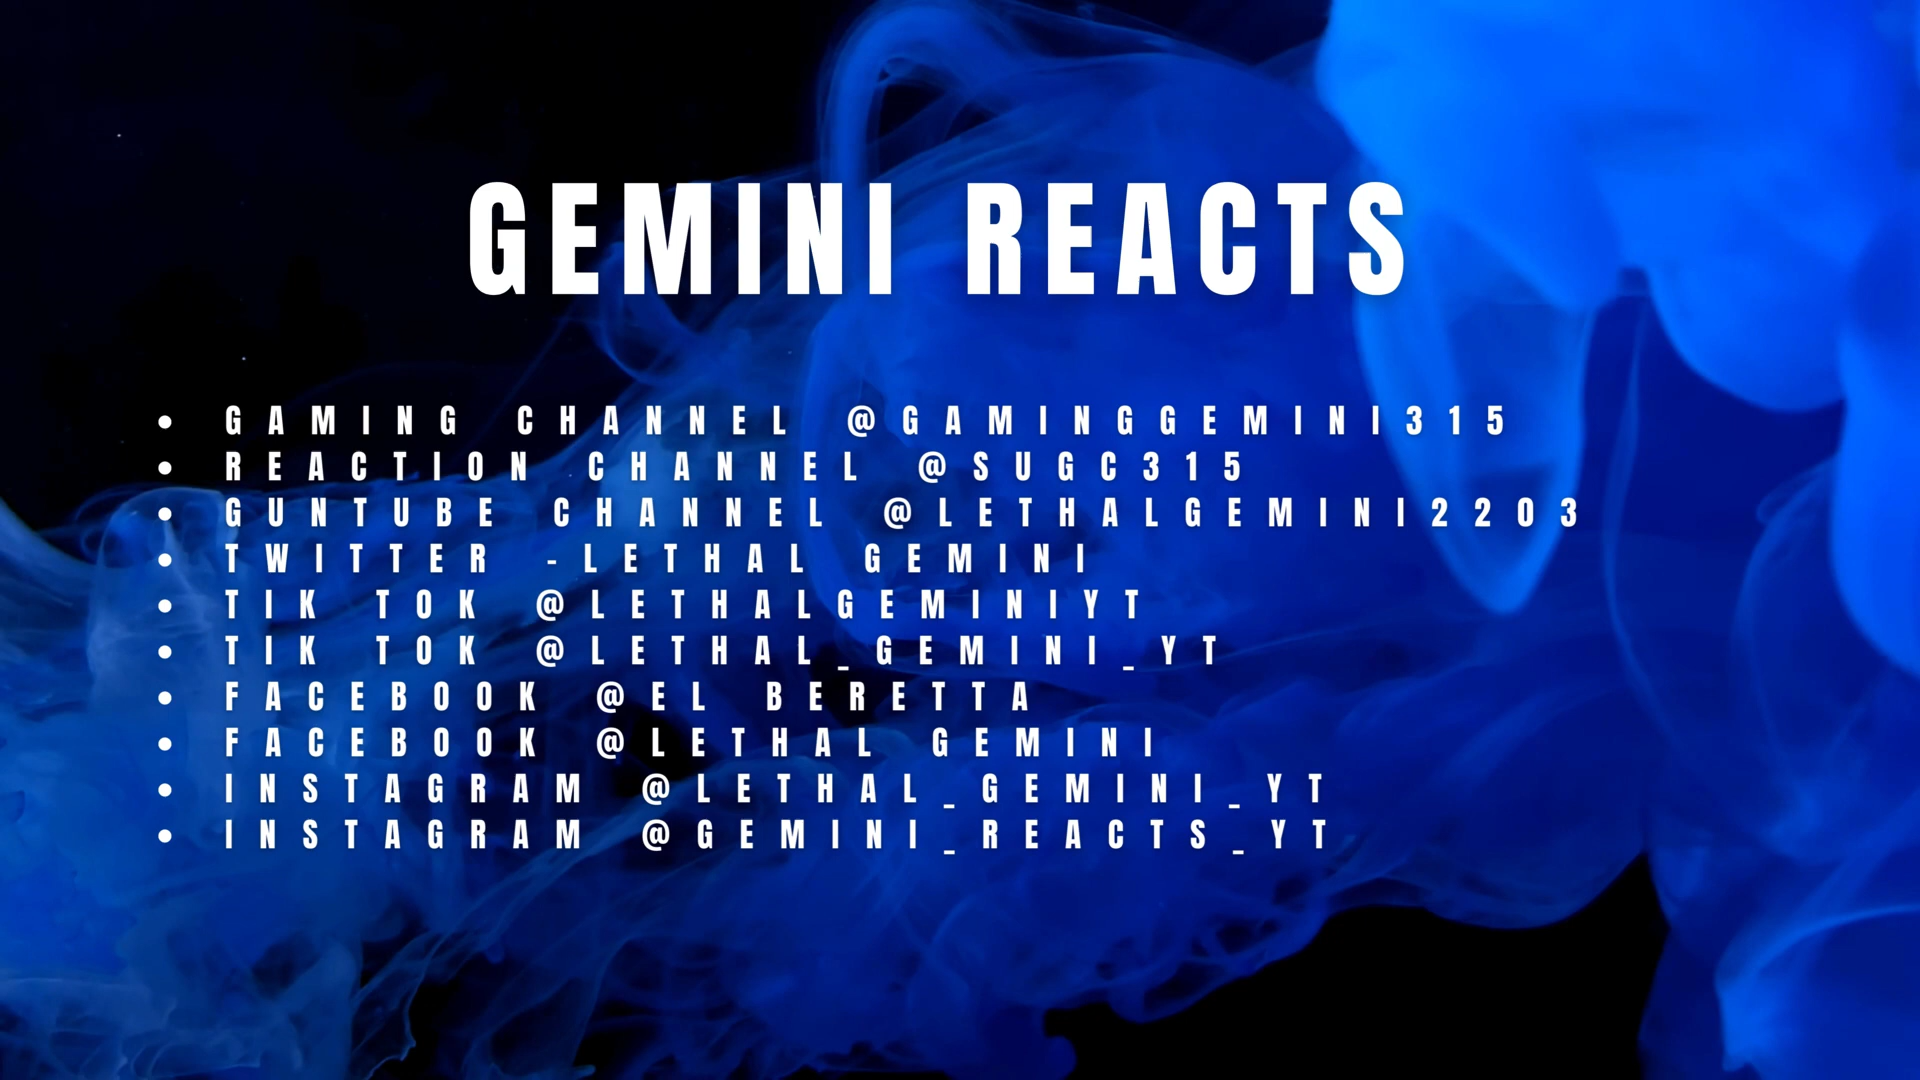 GEMINI REACTS
• GAMING CHANNEL @GAMINGGEMINI315
• REACTION CHANNEL @SUGC315
• GUNTUBE CHANNEL @LETHALGEMINI2203
• TWITTER -LETHAL GEMINI
• TIK TOK @LETHALGEMINIYT
• TIK TOK @LETHAL_GEMINI_YT
• FACEBOOK @EL BERETTA
• FACEBOOK @LETHAL GEMINI
• INSTAGRAM @LETHAL_GEMINI_YT
• INSTAGRAM @GEMINI_REACTS_YT